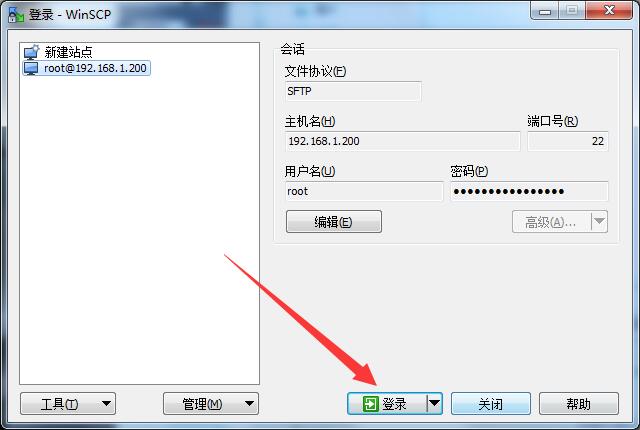 登录 - WinSCP
新建站点
root@192.168.1.200
会话
文件协议(F)
SFTP
主机名(H)
端口号(R)
192.168.1.200
22
用户名(U)
密码(P)
root
●●●●●●●●●●●●●●●●
编辑(E)
高级(A)...
工具(T)
管理(M)
登录
关闭
帮助